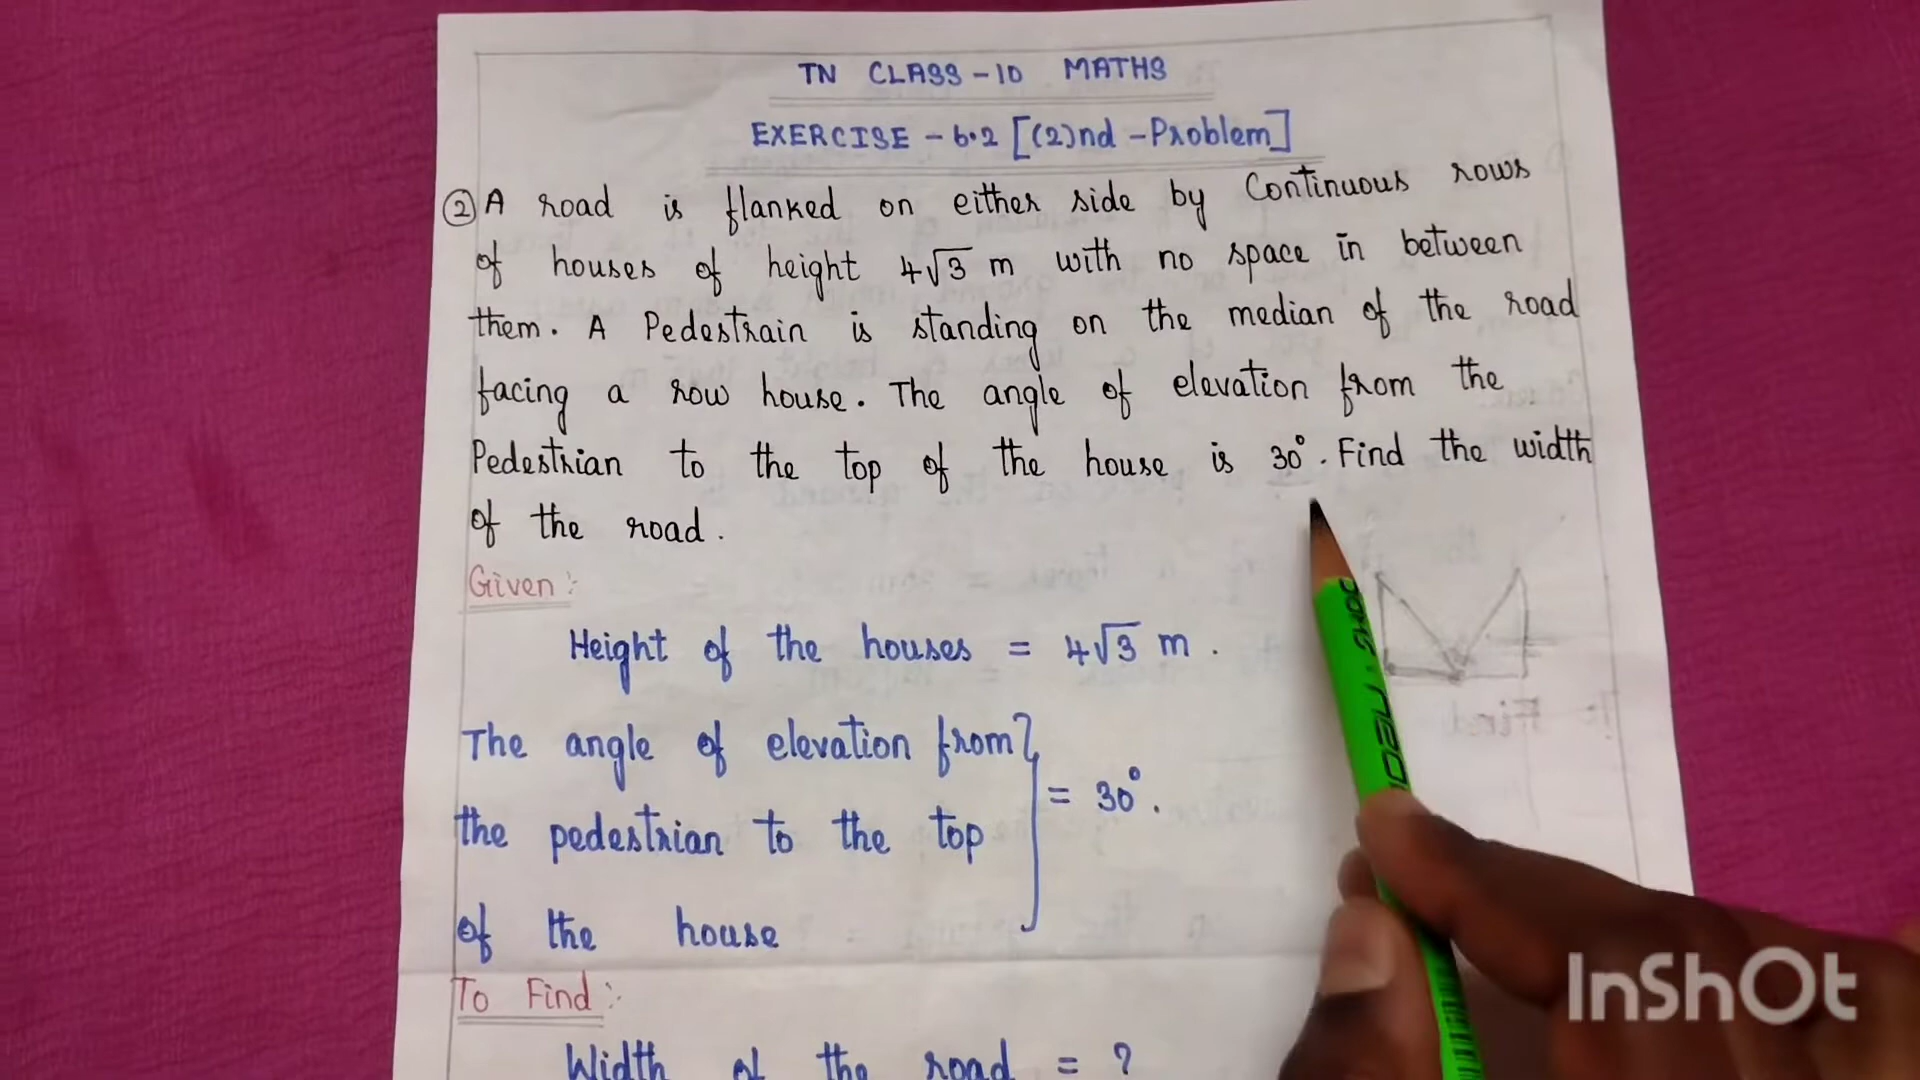 TN CLASS-10 MATHS
EXERCISE - 6.2 [(2)nd - Problem]
② A road is flanked on either side by Continuous rows
of houses of height 4√3 m with no space in between
them. A Pedestrain is standing on the median of the road
facing a row house. The angle of elevation from the
Pedestrian to the top of the house is 30°. Find the width
of the road.
Given:
Height of the houses = 4√3 m.
The angle of elevation from
the pedestrian to the top
of the house
= 30°.
To Find:
Width of the road = ?
DOMS NEON
InShOt